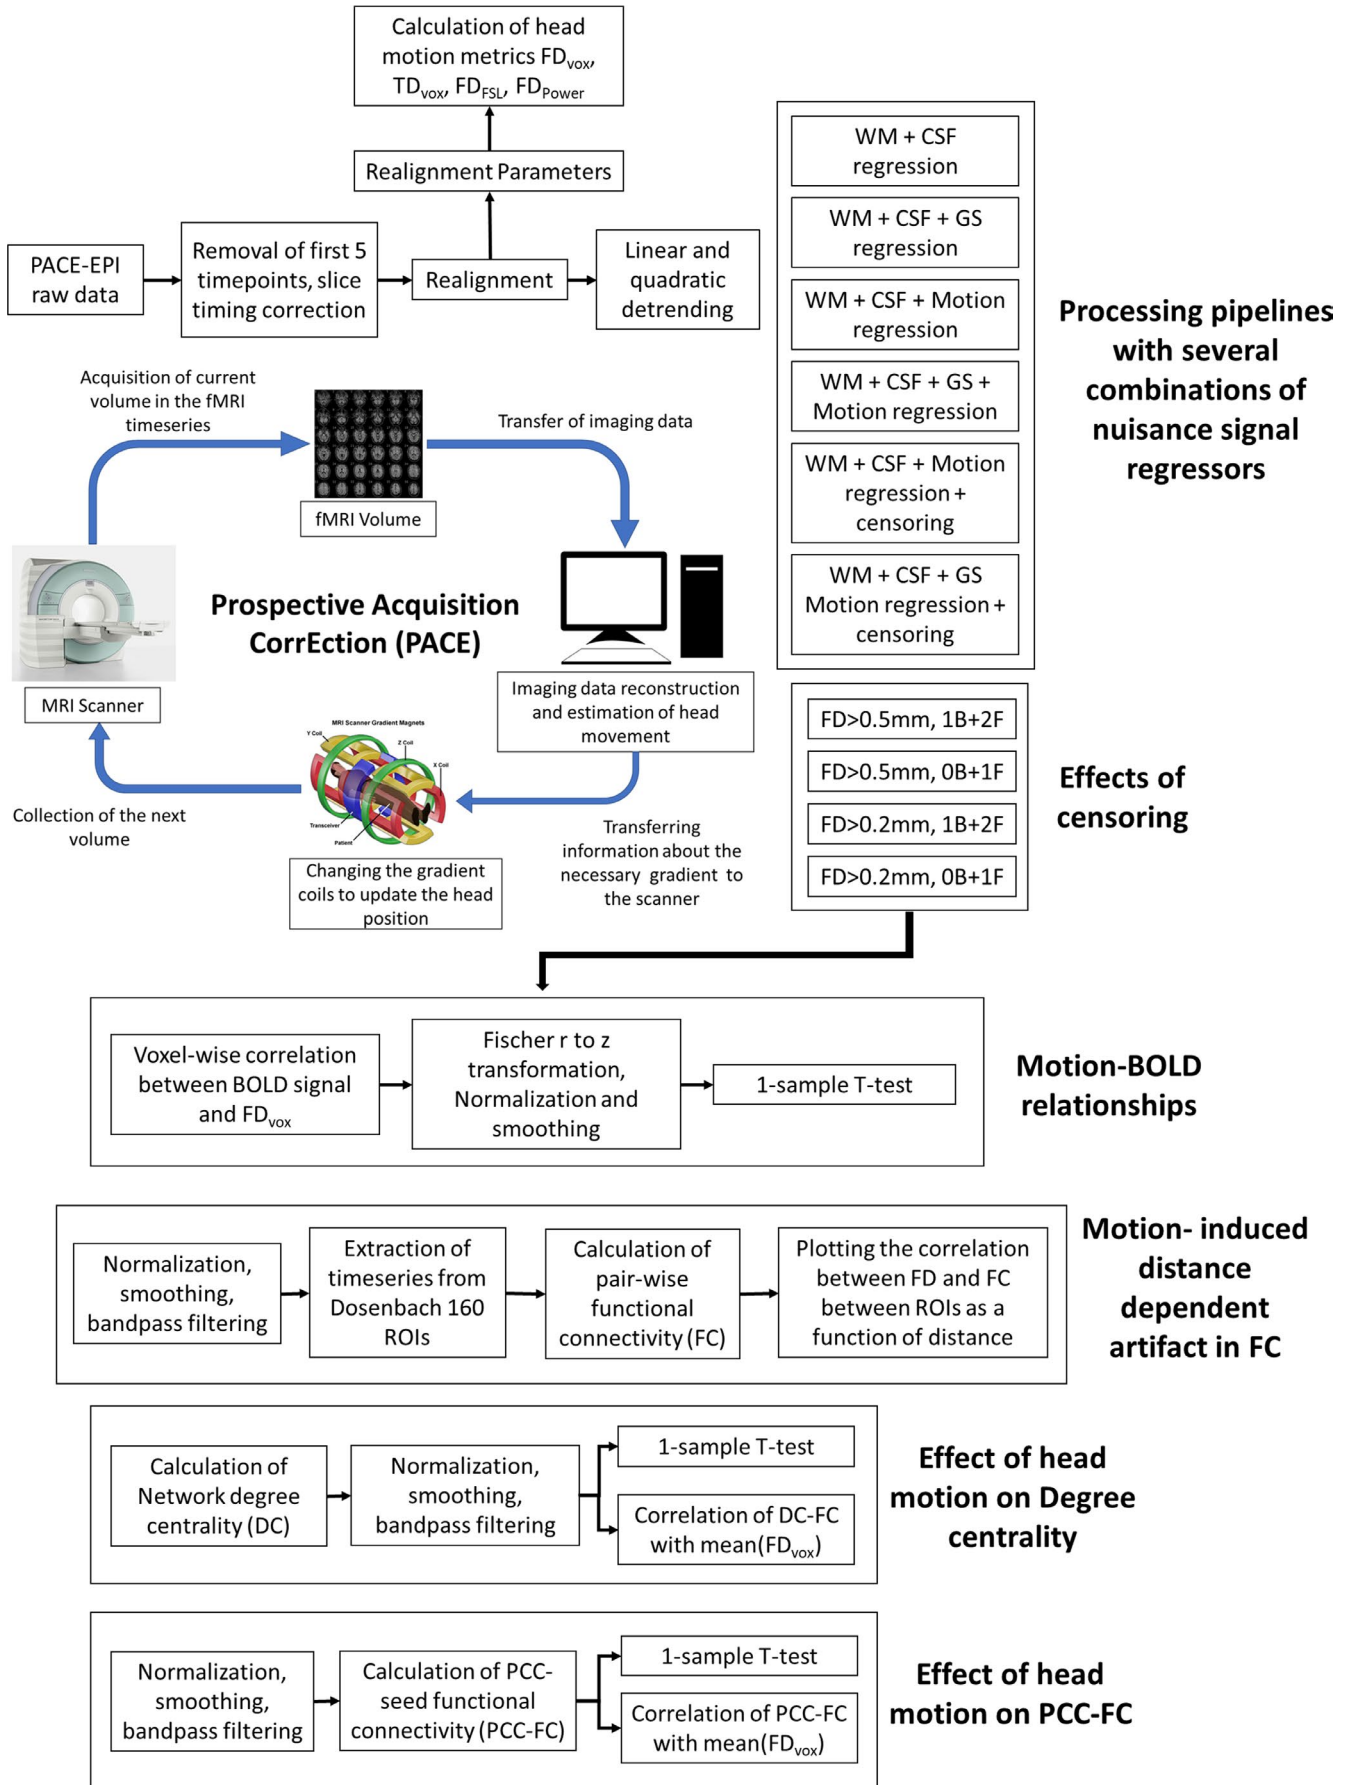 Calculation of head
motion metrics FDvox,
TDvox, FDFSL, FDPower
Realignment Parameters
PACE-EPI
raw data
Removal of first 5
timepoints, slice
timing correction
Realignment
Linear and
quadratic
detrending
WM + CSF
regression
WM + CSF + GS
regression
WM + CSF + Motion
regression
WM + CSF + GS +
Motion regression
WM + CSF + Motion
regression +
censoring
WM + CSF + GS
Motion regression +
censoring
Processing pipelines
with several
combinations of
nuisance signal
regressors
Acquisition of current
volume in the fMRI
timeseries
Transfer of imaging data
fMRI Volume
Prospective Acquisition
CorrEction (PACE)
MRI Scanner
Imaging data reconstruction
and estimation of head
movement
MRI Scanner Gradient Magnets
Y Coil
Z Coil
X Coil
Transceiver
Patient
Collection of the next
volume
Changing the gradient
coils to update the head
position
Transferring
information about the
necessary gradient to
the scanner
FD>0.5mm, 1B+2F
FD>0.5mm, 0B+1F
FD>0.2mm, 1B+2F
FD>0.2mm, 0B+1F
Effects of
censoring
Voxel-wise correlation
between BOLD signal
and FDvox
Fischer r to z
transformation,
Normalization and
smoothing
1-sample T-test
Motion-BOLD
relationships
Normalization,
smoothing,
bandpass filtering
Extraction of
timeseries from
Dosenbach 160
ROIs
Calculation of
pair-wise
functional
connectivity (FC)
Plotting the correlation
between FD and FC
between ROIs as a
function of distance
Motion- induced
distance
dependent
artifact in FC
Calculation of
Network degree
centrality (DC)
Normalization,
smoothing,
bandpass filtering
1-sample T-test
Correlation of DC-FC
with mean(FDvox)
Effect of head
motion on Degree
centrality
Normalization,
smoothing,
bandpass filtering
Calculation of PCC-
seed functional
connectivity (PCC-FC)
1-sample T-test
Correlation of PCC-FC
with mean(FDvox)
Effect of head
motion on PCC-FC